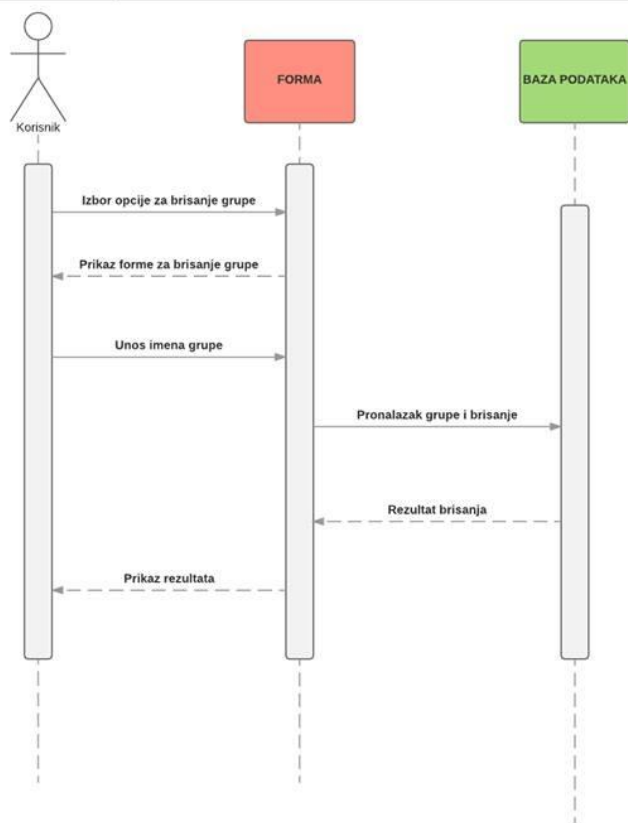 Korisnik
FORMA
BAZA PODATAKA
Izbor opcije za brisanje grupe
Prikaz forme za brisanje grupe
Unos imena grupe
Pronalazak grupe i brisanje
Rezultat brisanja
Prikaz rezultata